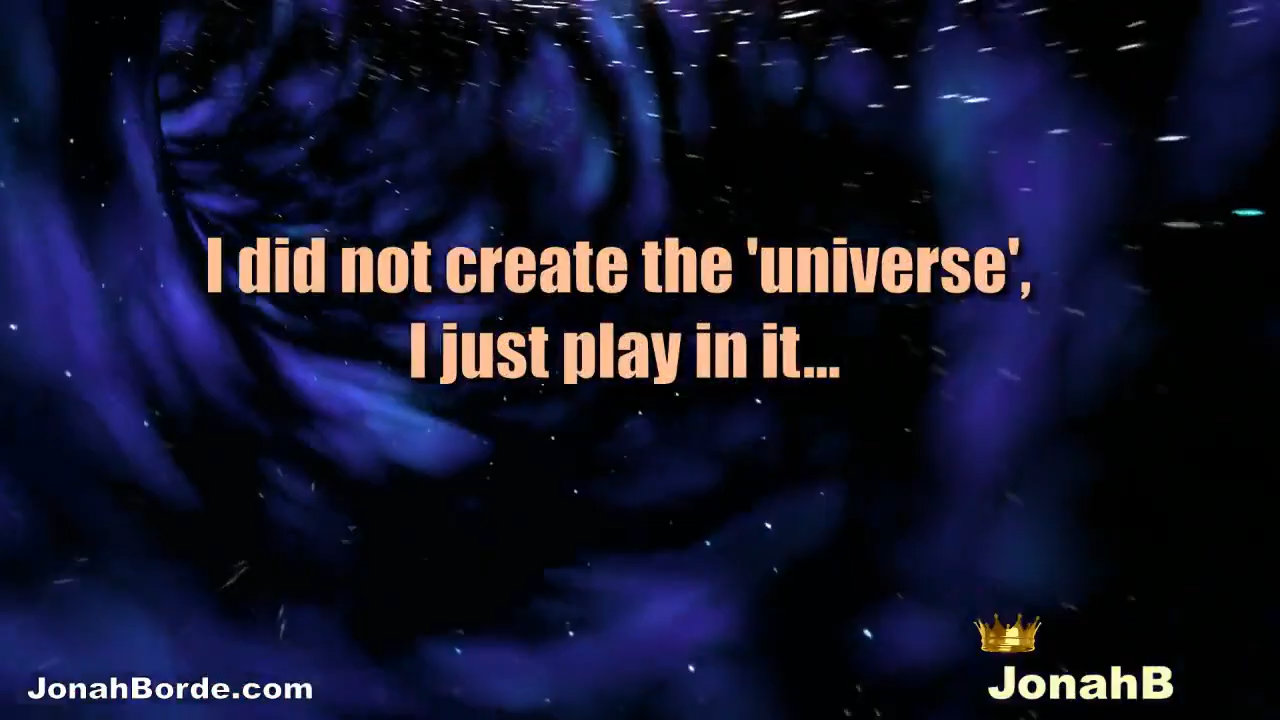 I did not create the 'universe',
I just play in it...
JonahBorde.com
JonahB